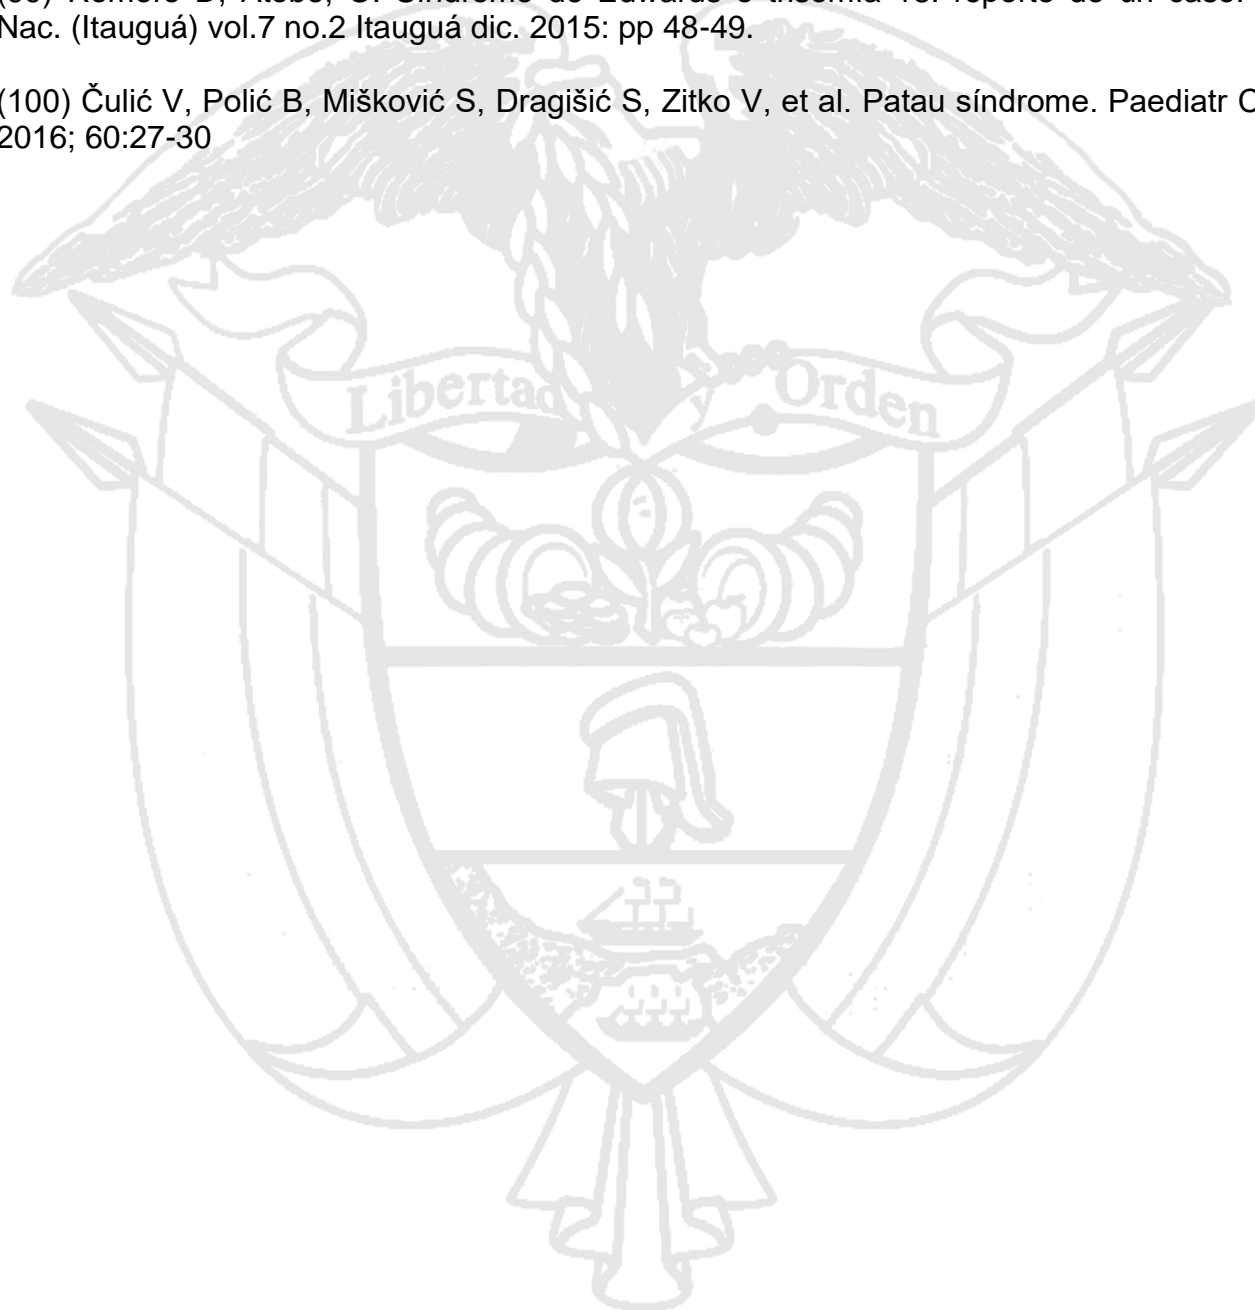 Nac. (Itauguá) vol.7 no.2 Itauguá dic. 2015: pp 48-49.
(100) Čulić V, Polić B, Mišković S, Dragišić S, Zitko V, et al. Patau síndrome. Paediatr
2016; 60:27-30
Libertad y Orden